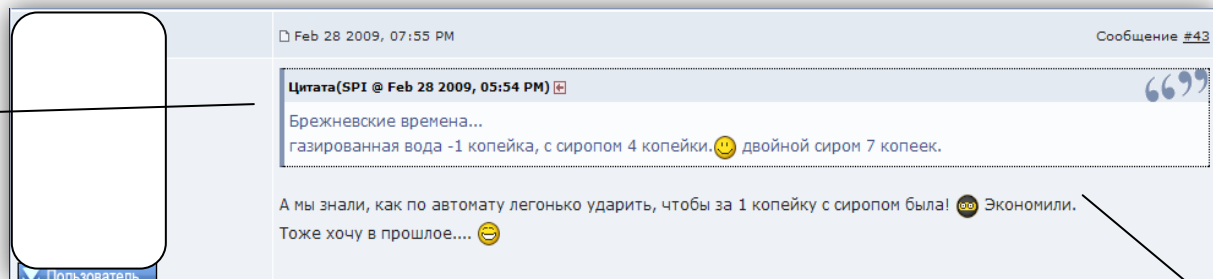 Feb 28 2009, 07:55 PM
Сообщение #43
Цитата(SPI @ Feb 28 2009, 05:54 PM)
Брежневские времена...
газированная вода -1 копейка, с сиропом 4 копейки. двойной сиром 7 копеек.
А мы знали, как по автомату легонько ударить, чтобы за 1 копейку с сиропом была! Экономили.
Тоже хочу в прошлое....
Пользователь